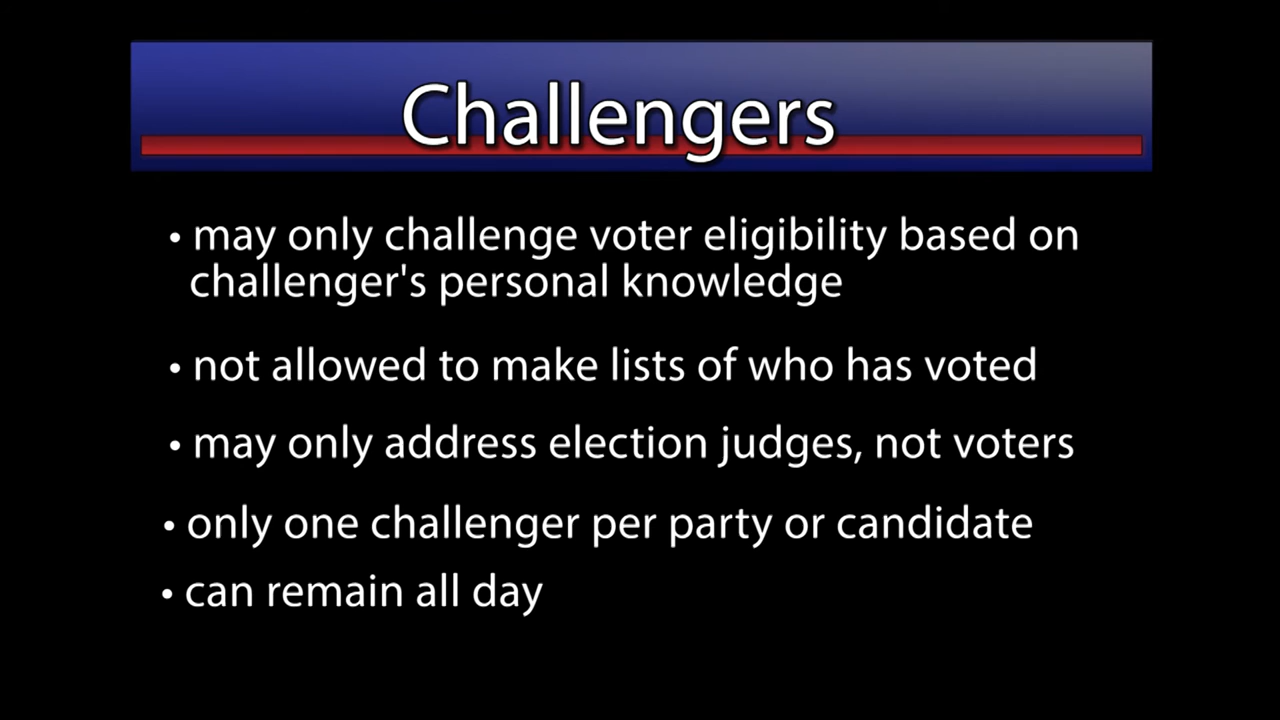 Challengers
• may only challenge voter eligibility based on
challenger's personal knowledge
• not allowed to make lists of who has voted
• may only address election judges, not voters
• only one challenger per party or candidate
• can remain all day